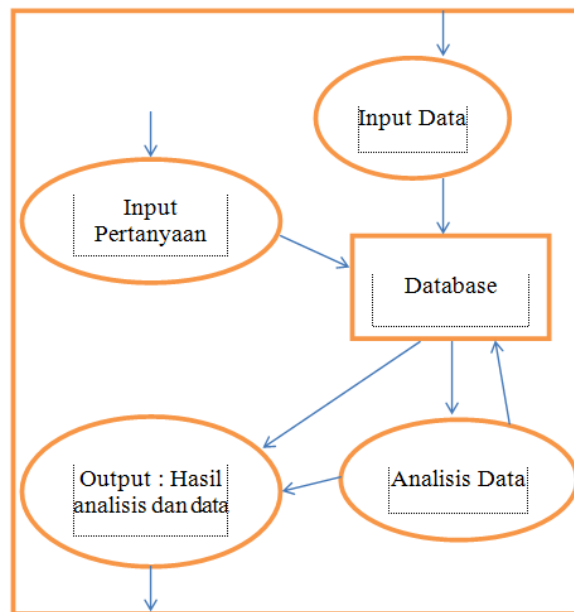 Input Data
Input
Pertanyaan
Database
Output : Hasil
analisis dan data
Analisis Data